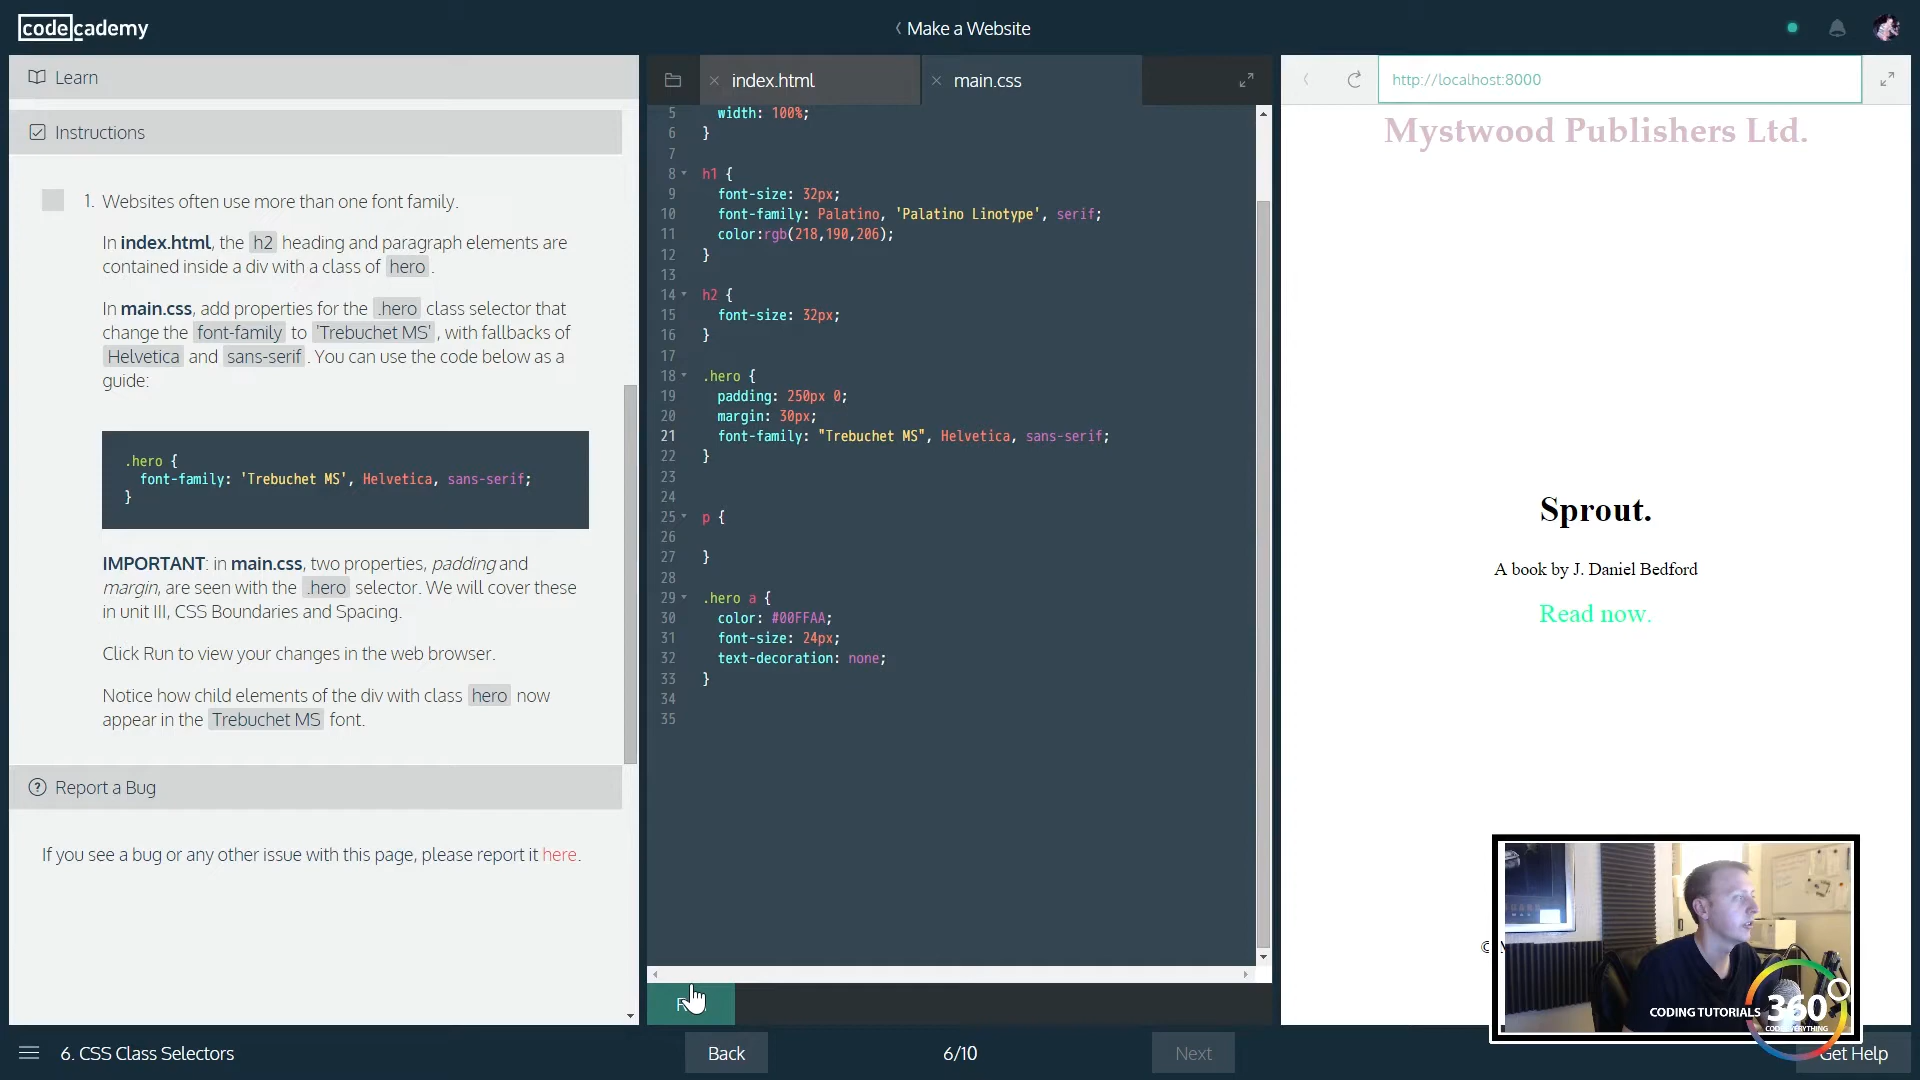 codecademy
Make a Website
Learn
Instructions
1. Websites often use more than one font family.
In index.html, the h2 heading and paragraph elements are
contained inside a div with a class of hero .
In main.css, add properties for the .hero class selector that
change the font-family to 'Trebuchet MS' , with fallbacks of
Helvetica and sans-serif . You can use the code below as a
guide:
.hero {
font-family: 'Trebuchet MS', Helvetica, sans-serif;
}
IMPORTANT: in main.css, two properties, padding and
margin, are seen with the .hero selector. We will cover these
in unit III, CSS Boundaries and Spacing.
Click Run to view your changes in the web browser.
Notice how child elements of the div with class hero now
appear in the Trebuchet MS font.
Report a Bug
If you see a bug or any other issue with this page, please report it here.
index.html
main.css
5 width: 100%;
6 }
7
8 h1 {
9 font-size: 32px;
10 font-family: Palatino, 'Palatino Linotype', serif;
11 color:rgb(218,190,206);
12 }
13
14 h2 {
15 font-size: 32px;
16 }
17
18 .hero {
19 padding: 250px 0;
20 margin: 30px;
21 font-family: "Trebuchet MS", Helvetica, sans-serif;
22 }
23
24
25 p {
26
27 }
28
29 .hero a {
30 color: #00FFAA;
31 font-size: 24px;
32 text-decoration: none;
33 }
34
35
http://localhost:8000
Mystwood Publishers Ltd.
Sprout.
A book by J. Daniel Bedford
Read now.
©
CODING TUTORIALS 360
CODE EVERYTHING
6. CSS Class Selectors
Back
6/10
Next
Get Help